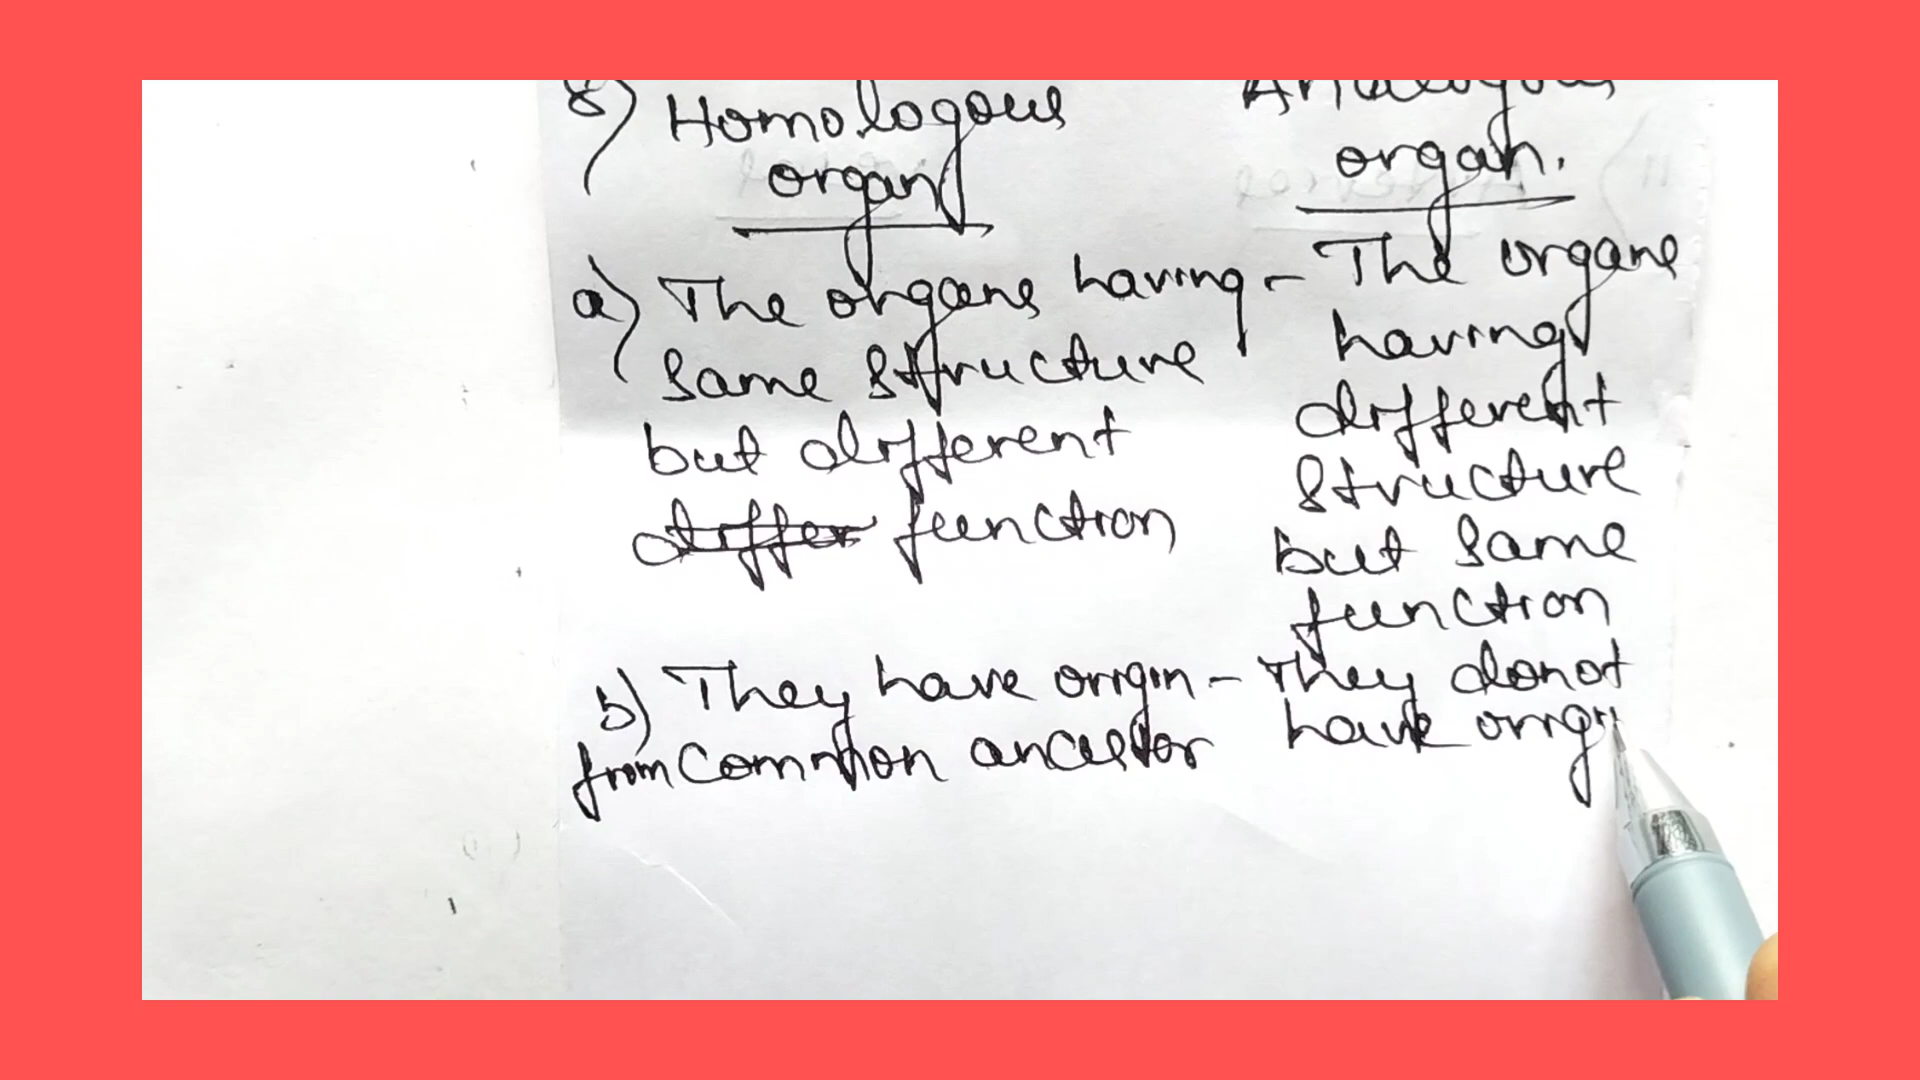 8) Homologous
organ
a) The organs having -
same structure
but different
differ function
b) They have origin -
from common ancestor
Analogous
organ.
The organs
having
different
structure
but same
function
They donot
have origi